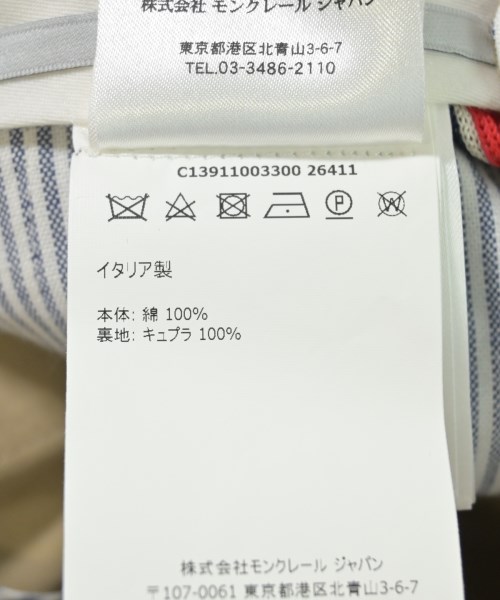 株式会社 モンクレール ジャパン
東京都港区北青山3-6-7
TEL.03-3486-2110
C13911003300 26411
P
W
イタリア製
本体: 綿 100%
裏地: キュプラ 100%
株式会社モンクレール ジャパン
〒107-0061 東京都港区北青山3-6-7